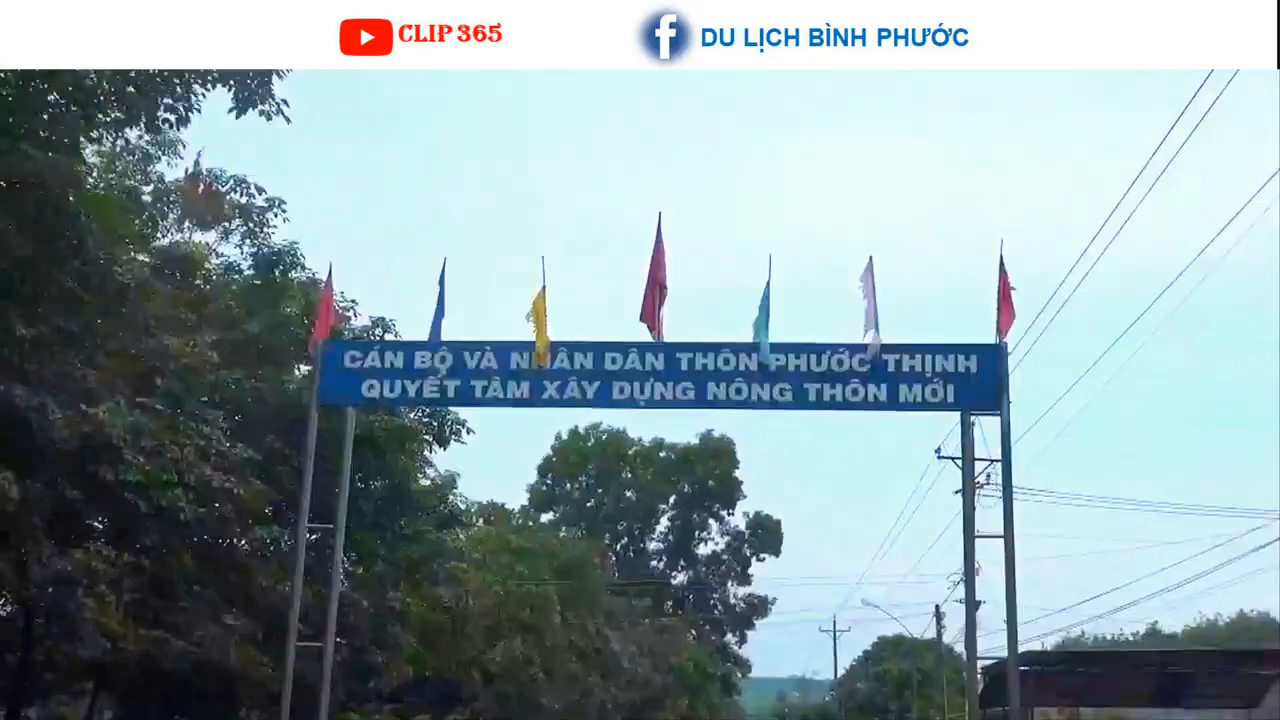 CLIP 365
DU LỊCH BÌNH PHƯỚC
CÁN BỘ VÀ NHÂN DÂN THÔN PHƯỚC THỊNH
QUYẾT TÂM XÂY DỰNG NÔNG THÔN MỚI